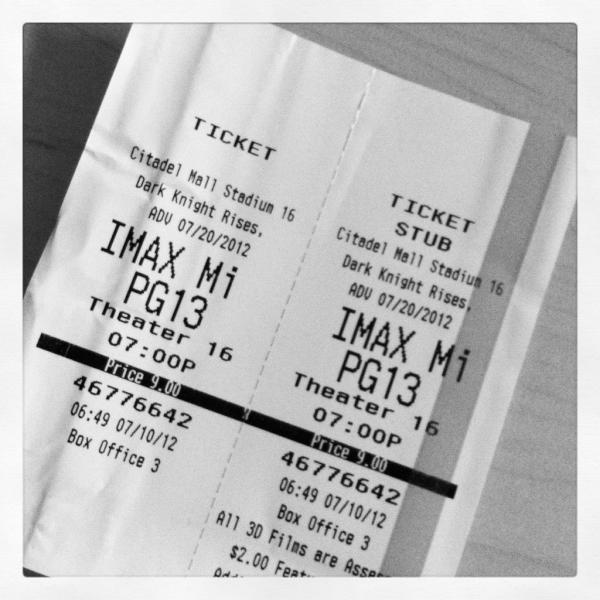 TICKET
Citadel Mall Stadium 16
Dark Knight Rises,
ADV 07/20/2012
IMAX Mi
PG13
Theater 16
07:00P
Price 9.00
46776642
06:49 07/10/12
Box Office 3
TICKET
STUB
Citadel Mall Stadium 16
Dark Knight Rises,
ADV 07/20/2012
IMAX Mi
PG13
Theater 16
07:00P
Price 9.00
46776642
06:49 07/10/12
Box Office 3
All 3D Films are
$2.00